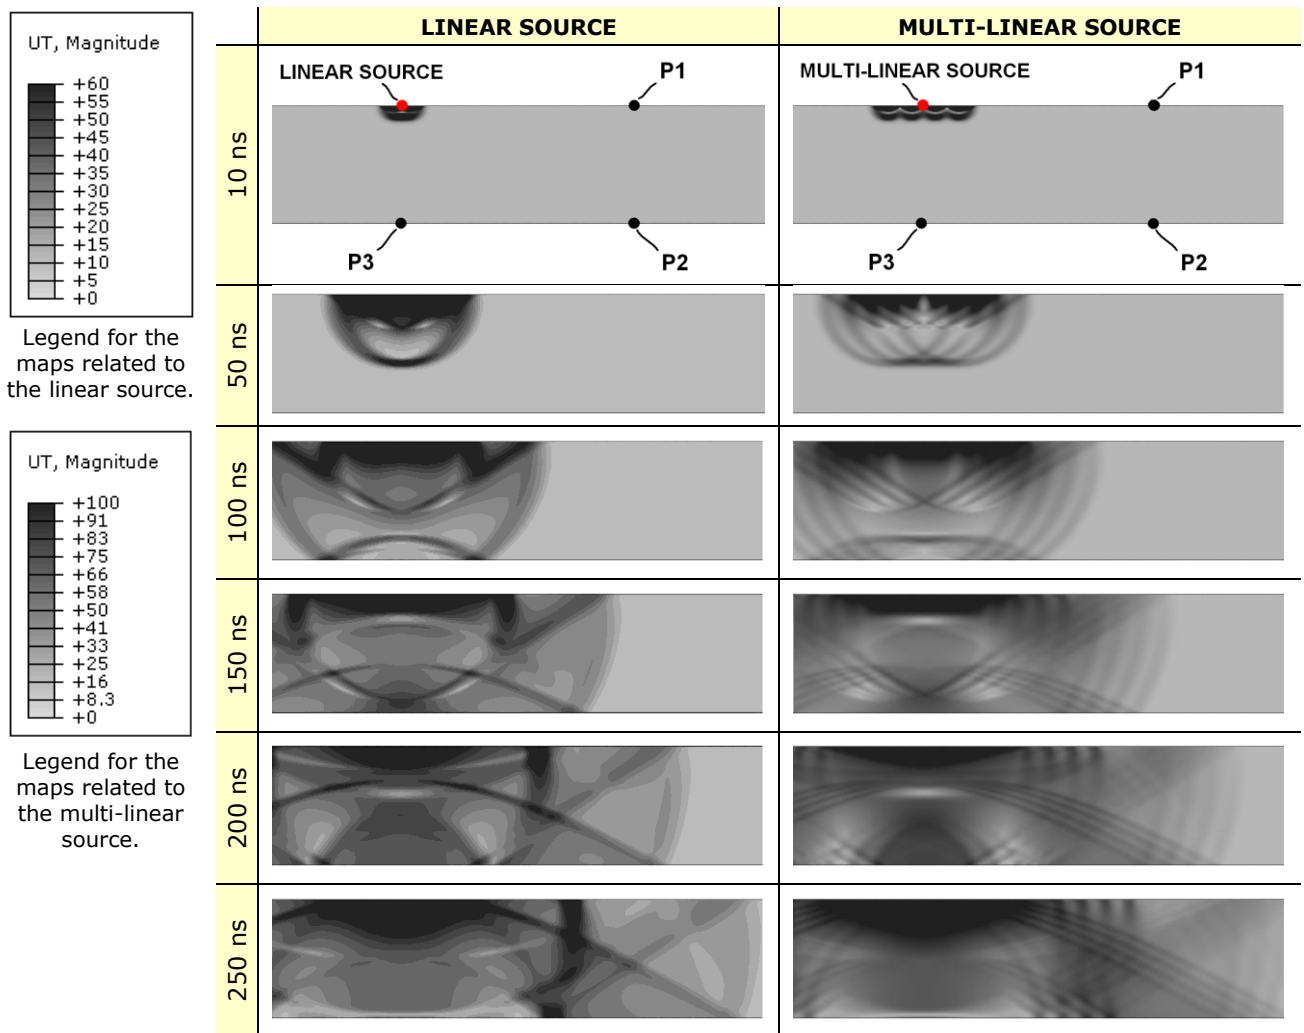 UT, Magnitude
+60
+55
+50
+45
+40
+35
+30
+25
+20
+15
+10
+5
+0
Legend for the
maps related to
the linear source.
UT, Magnitude
+100
+91
+83
+75
+66
+58
+50
+41
+33
+25
+16
+8.3
+0
Legend for the
maps related to
the multi-linear
source.
LINEAR SOURCE
MULTI-LINEAR SOURCE
10 ns
LINEAR SOURCE
P1
P3
P2
MULTI-LINEAR SOURCE
P1
P3
P2
50 ns
100 ns
150 ns
200 ns
250 ns